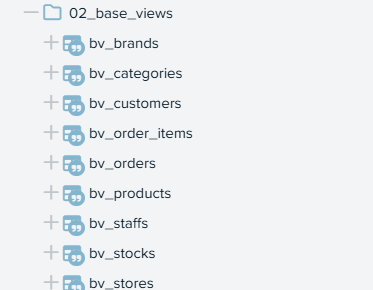 02_base_views
bv_brands
bv_categories
bv_customers
bv_order_items
bv_orders
bv_products
bv_staffs
bv_stocks
bv_stores